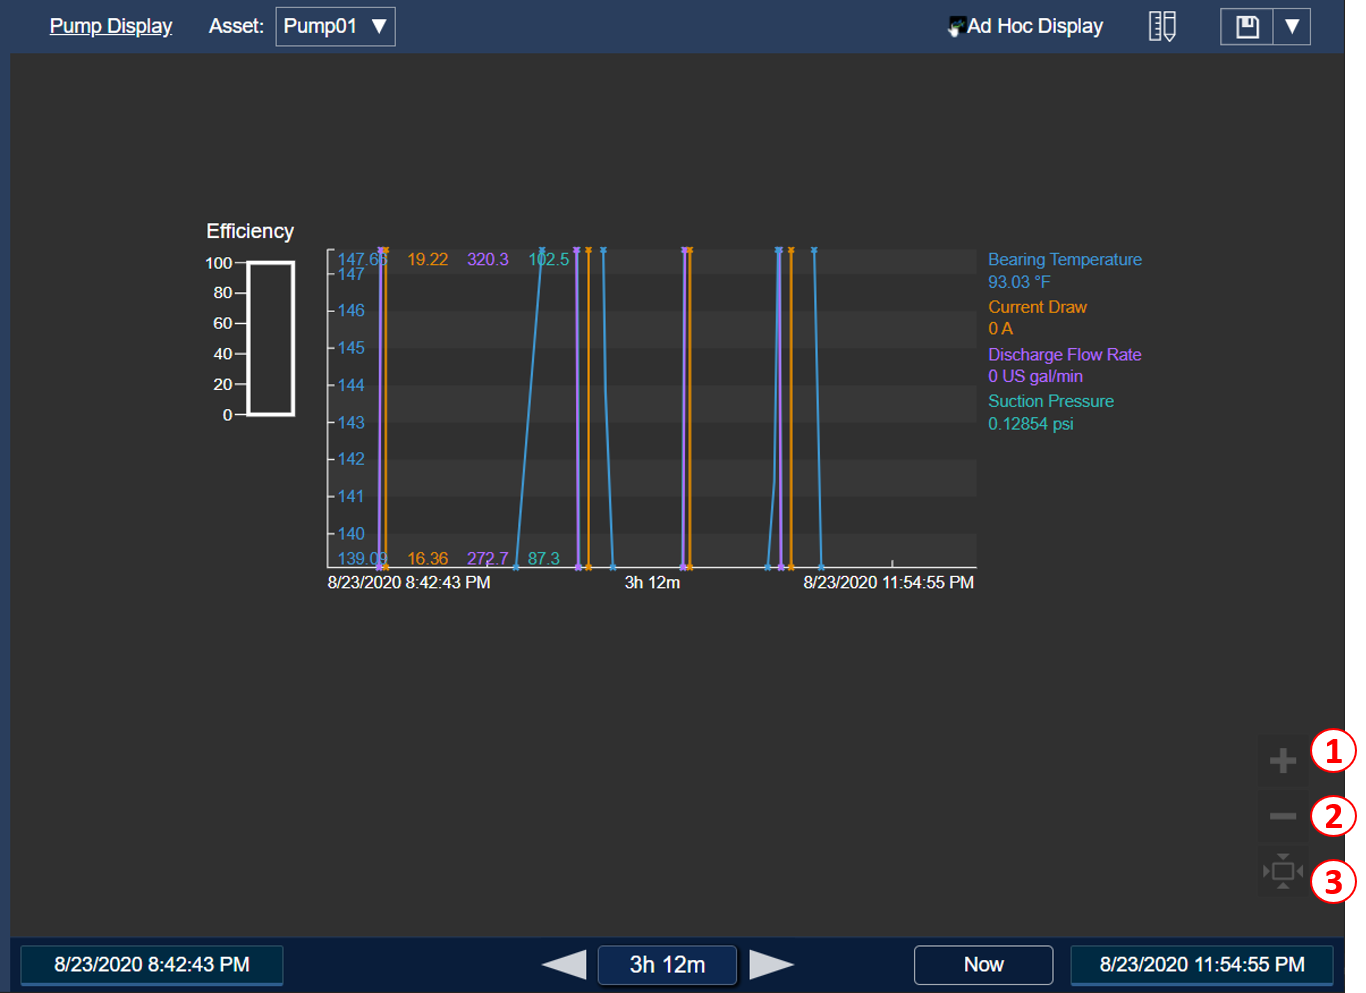 Pump Display Asset: Pump01 ▼ Ad Hoc Display ▼
Efficiency
100
80
60
40
20
0
147.65 19.22 320.3 102.5
147
146
145
144
143
142
141
140
139.09 16.36 272.7 87.3
8/23/2020 8:42:43 PM 3h 12m 8/23/2020 11:54:55 PM
Bearing Temperature
93.03 °F
Current Draw
0 A
Discharge Flow Rate
0 US gal/min
Suction Pressure
0.12854 psi
1
2
3
8/23/2020 8:42:43 PM 3h 12m Now 8/23/2020 11:54:55 PM